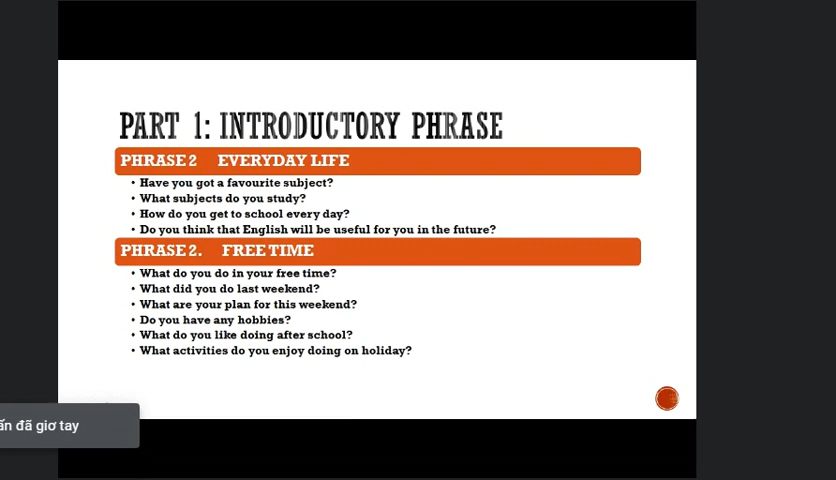 PART 1: INTRODUCTORY PHRASE
PHRASE 2 EVERYDAY LIFE
• Have you got a favourite subject?
• What subjects do you study?
• How do you get to school every day?
• Do you think that English will be useful for you in the future?
PHRASE 2. FREE TIME
• What do you do in your free time?
• What did you do last weekend?
• What are your plan for this weekend?
• Do you have any hobbies?
• What do you like doing after school?
• What activities do you enjoy doing on holiday?
đã giơ tay